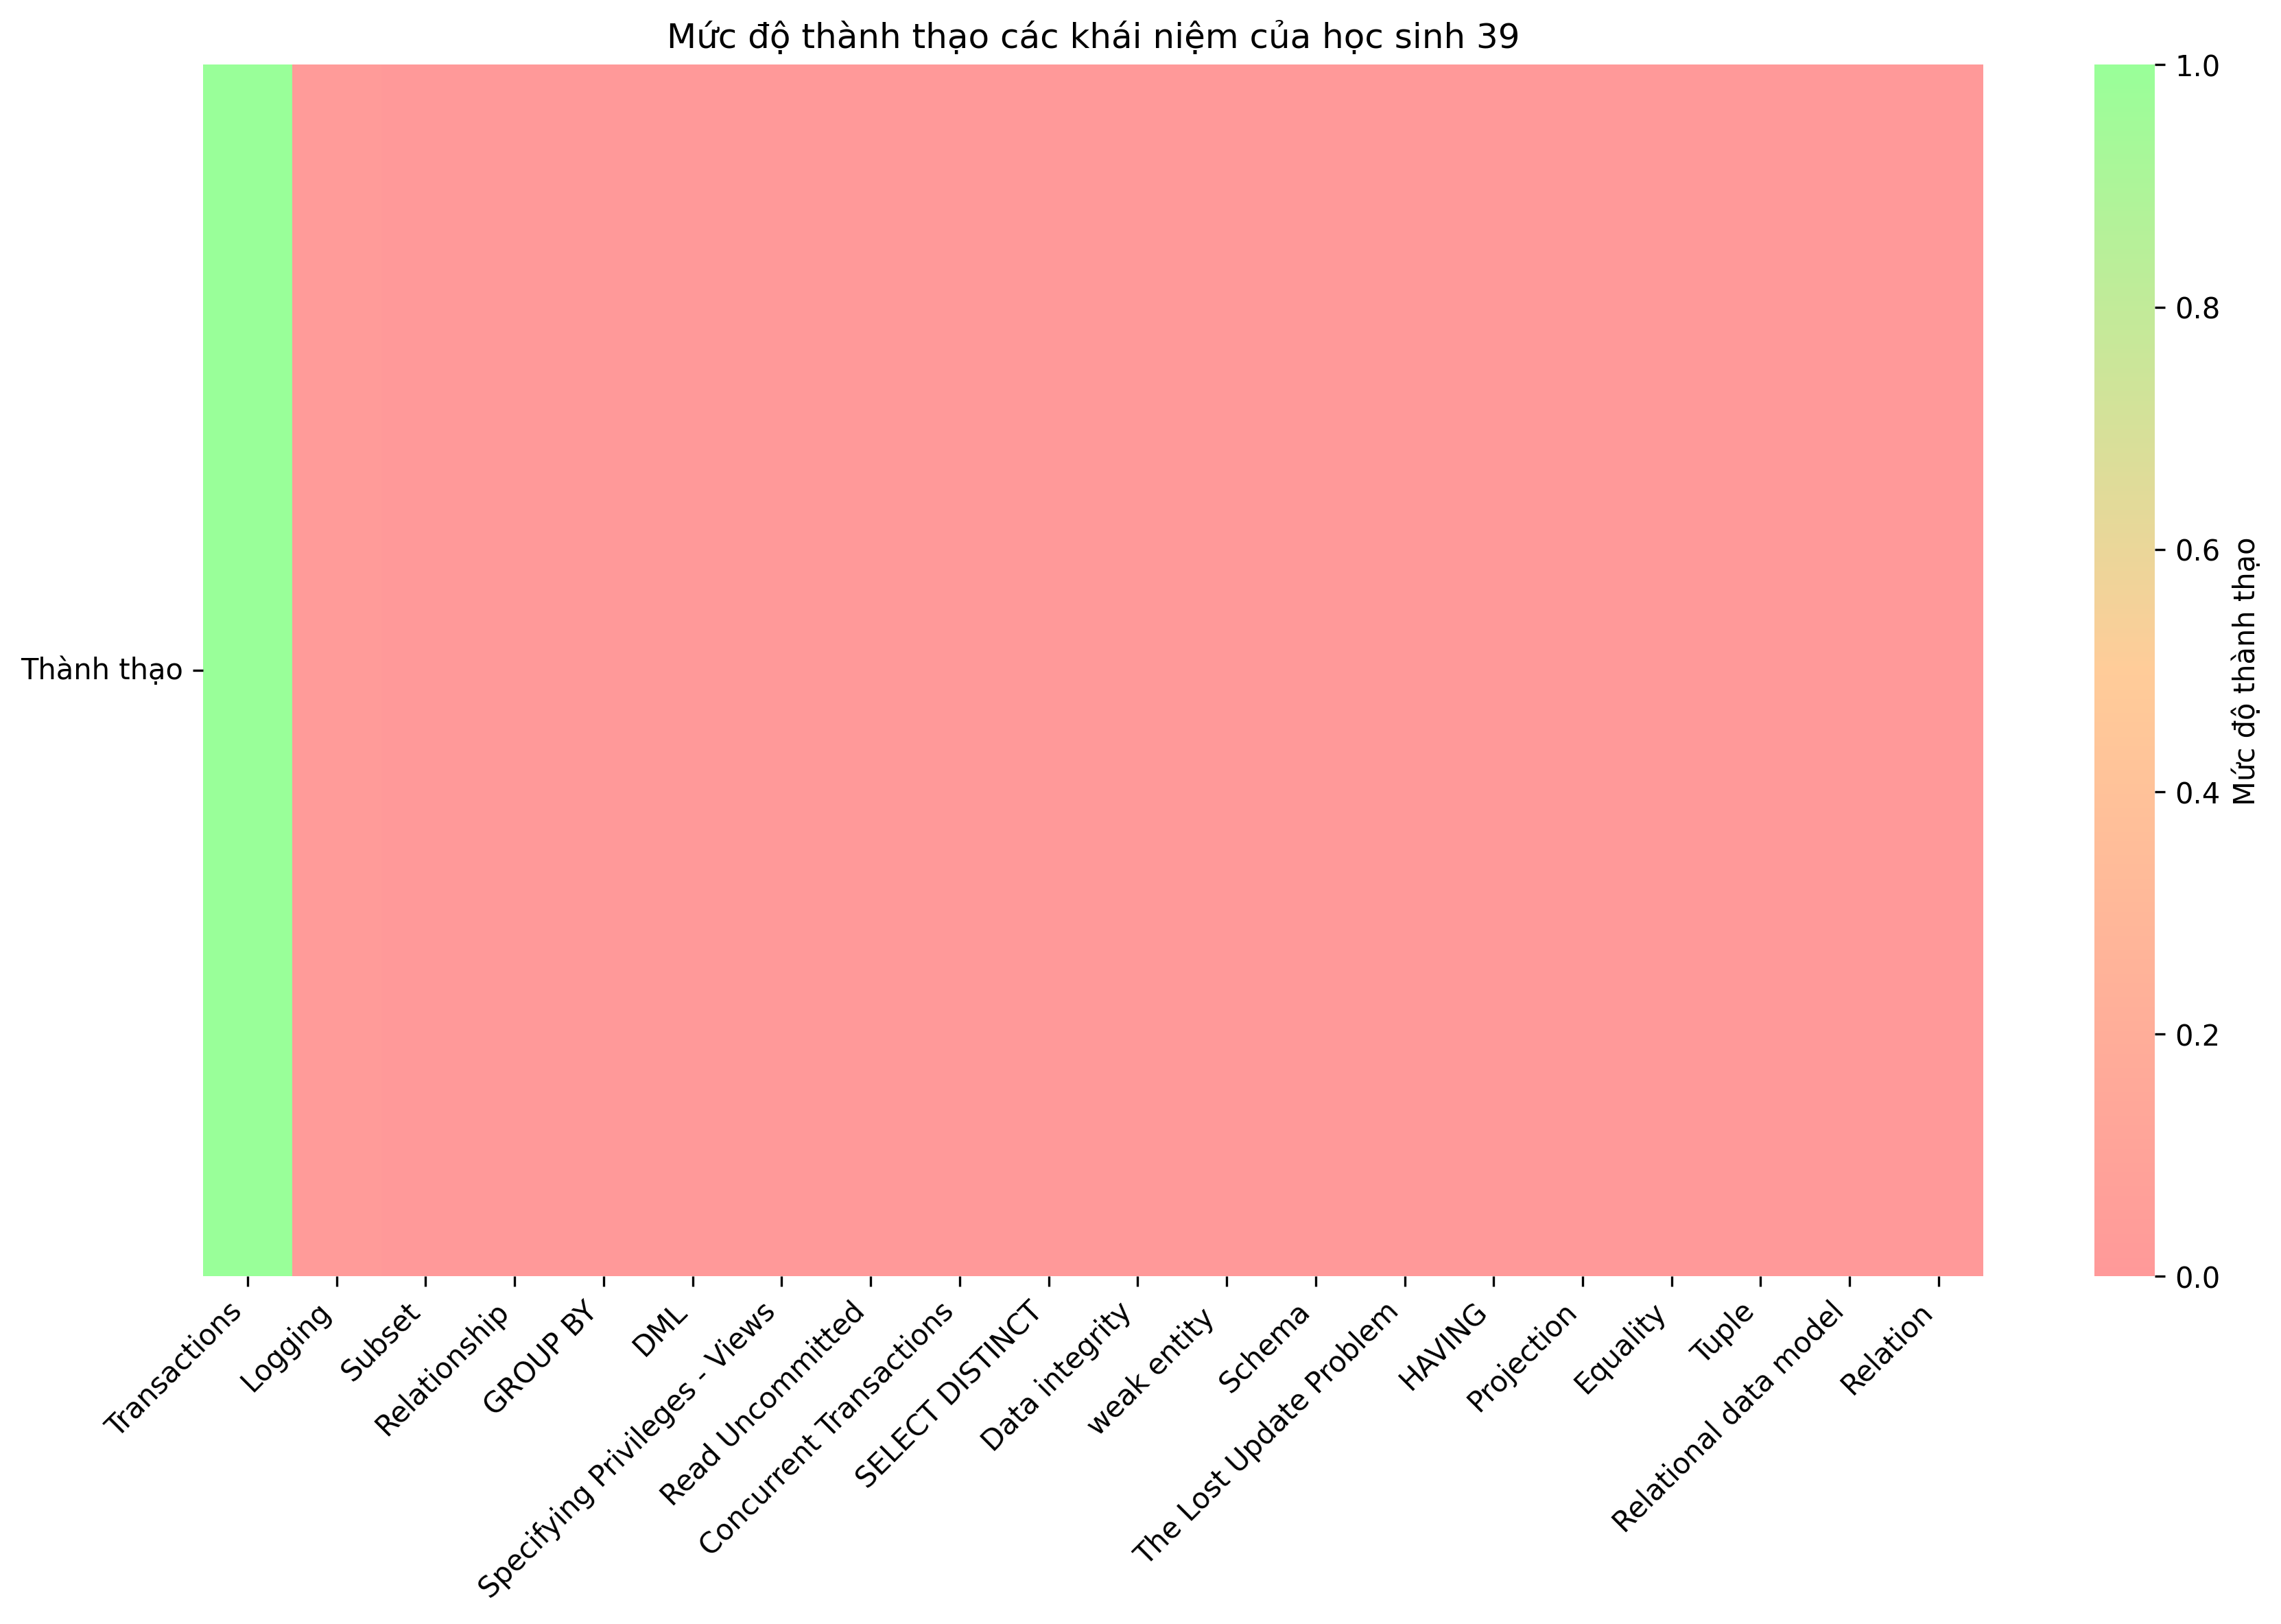 Mức độ thành thạo các khái niệm của học sinh 39
Thành thạo
Transactions
Logging
Subset
Relationship
GROUP BY
DML
Specifying Privileges - Views
Read Uncommitted
Concurrent Transactions
SELECT DISTINCT
Data integrity
weak entity
Schema
The Lost Update Problem
HAVING
Projection
Equality
Tuple
Relational data model
Relation
1.0
0.8
0.6
0.4
0.2
0.0
Mức độ thành thạo